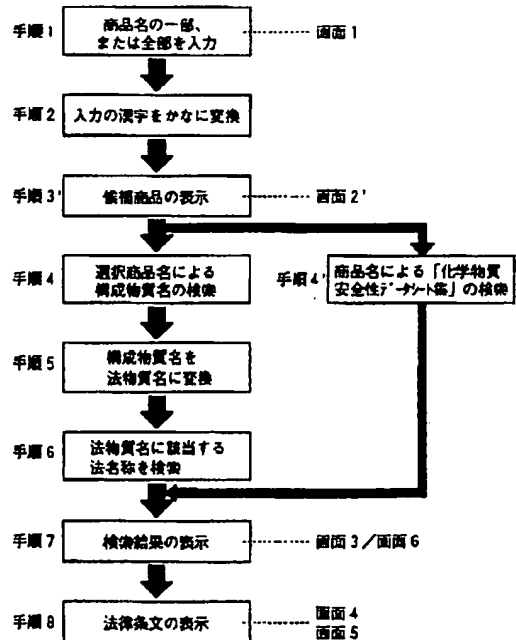 手順1
商品名の一部、
または全部を入力
画面1
手順2
入力の漢字をかなに変換
手順3'
候補商品の表示
画面2'
手順4
選択商品名による
構成物質名の検索
手順4'
商品名による「化学物質
安全性データシート集」の検索
手順5
構成物質名を
法物質名に変換
手順6
法物質名に該当する
法名称を検索
手順7
検索結果の表示
画面3/画面6
手順8
法律条文の表示
画面4
画面5